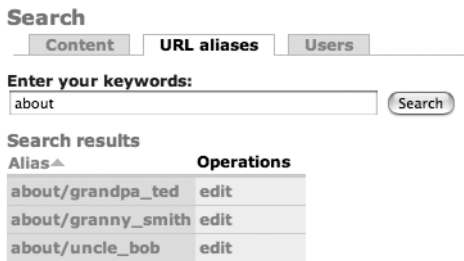 Search
Content URL aliases Users
Enter your keywords:
about Search
Search results
Alias Operations
about/grandpa_ted edit
about/granny_smith edit
about/uncle_bob edit